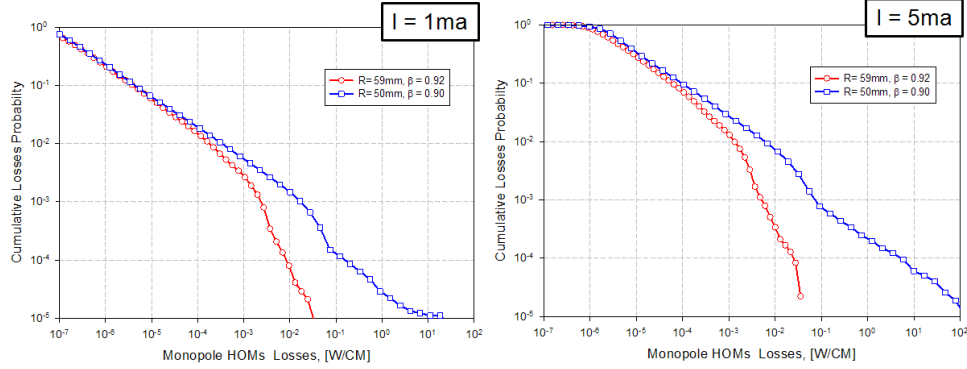 I = 1ma
10^0
10^-1
10^-2
10^-3
10^-4
10^-5
Cumulative Losses Probability
R= 59mm, β = 0.92
R= 50mm, β = 0.90
10^-7 10^-6 10^-5 10^-4 10^-3 10^-2 10^-1 10^0 10^1 10^2
Monopole HOMs Losses, [W/CM]
I = 5ma
10^0
10^-1
10^-2
10^-3
10^-4
10^-5
Cumulative Losses Probability
R= 59mm, β = 0.92
R= 50mm, β = 0.90
10^-7 10^-6 10^-5 10^-4 10^-3 10^-2 10^-1 10^0 10^1 10^2
Monopole HOMs Losses, [W/CM]